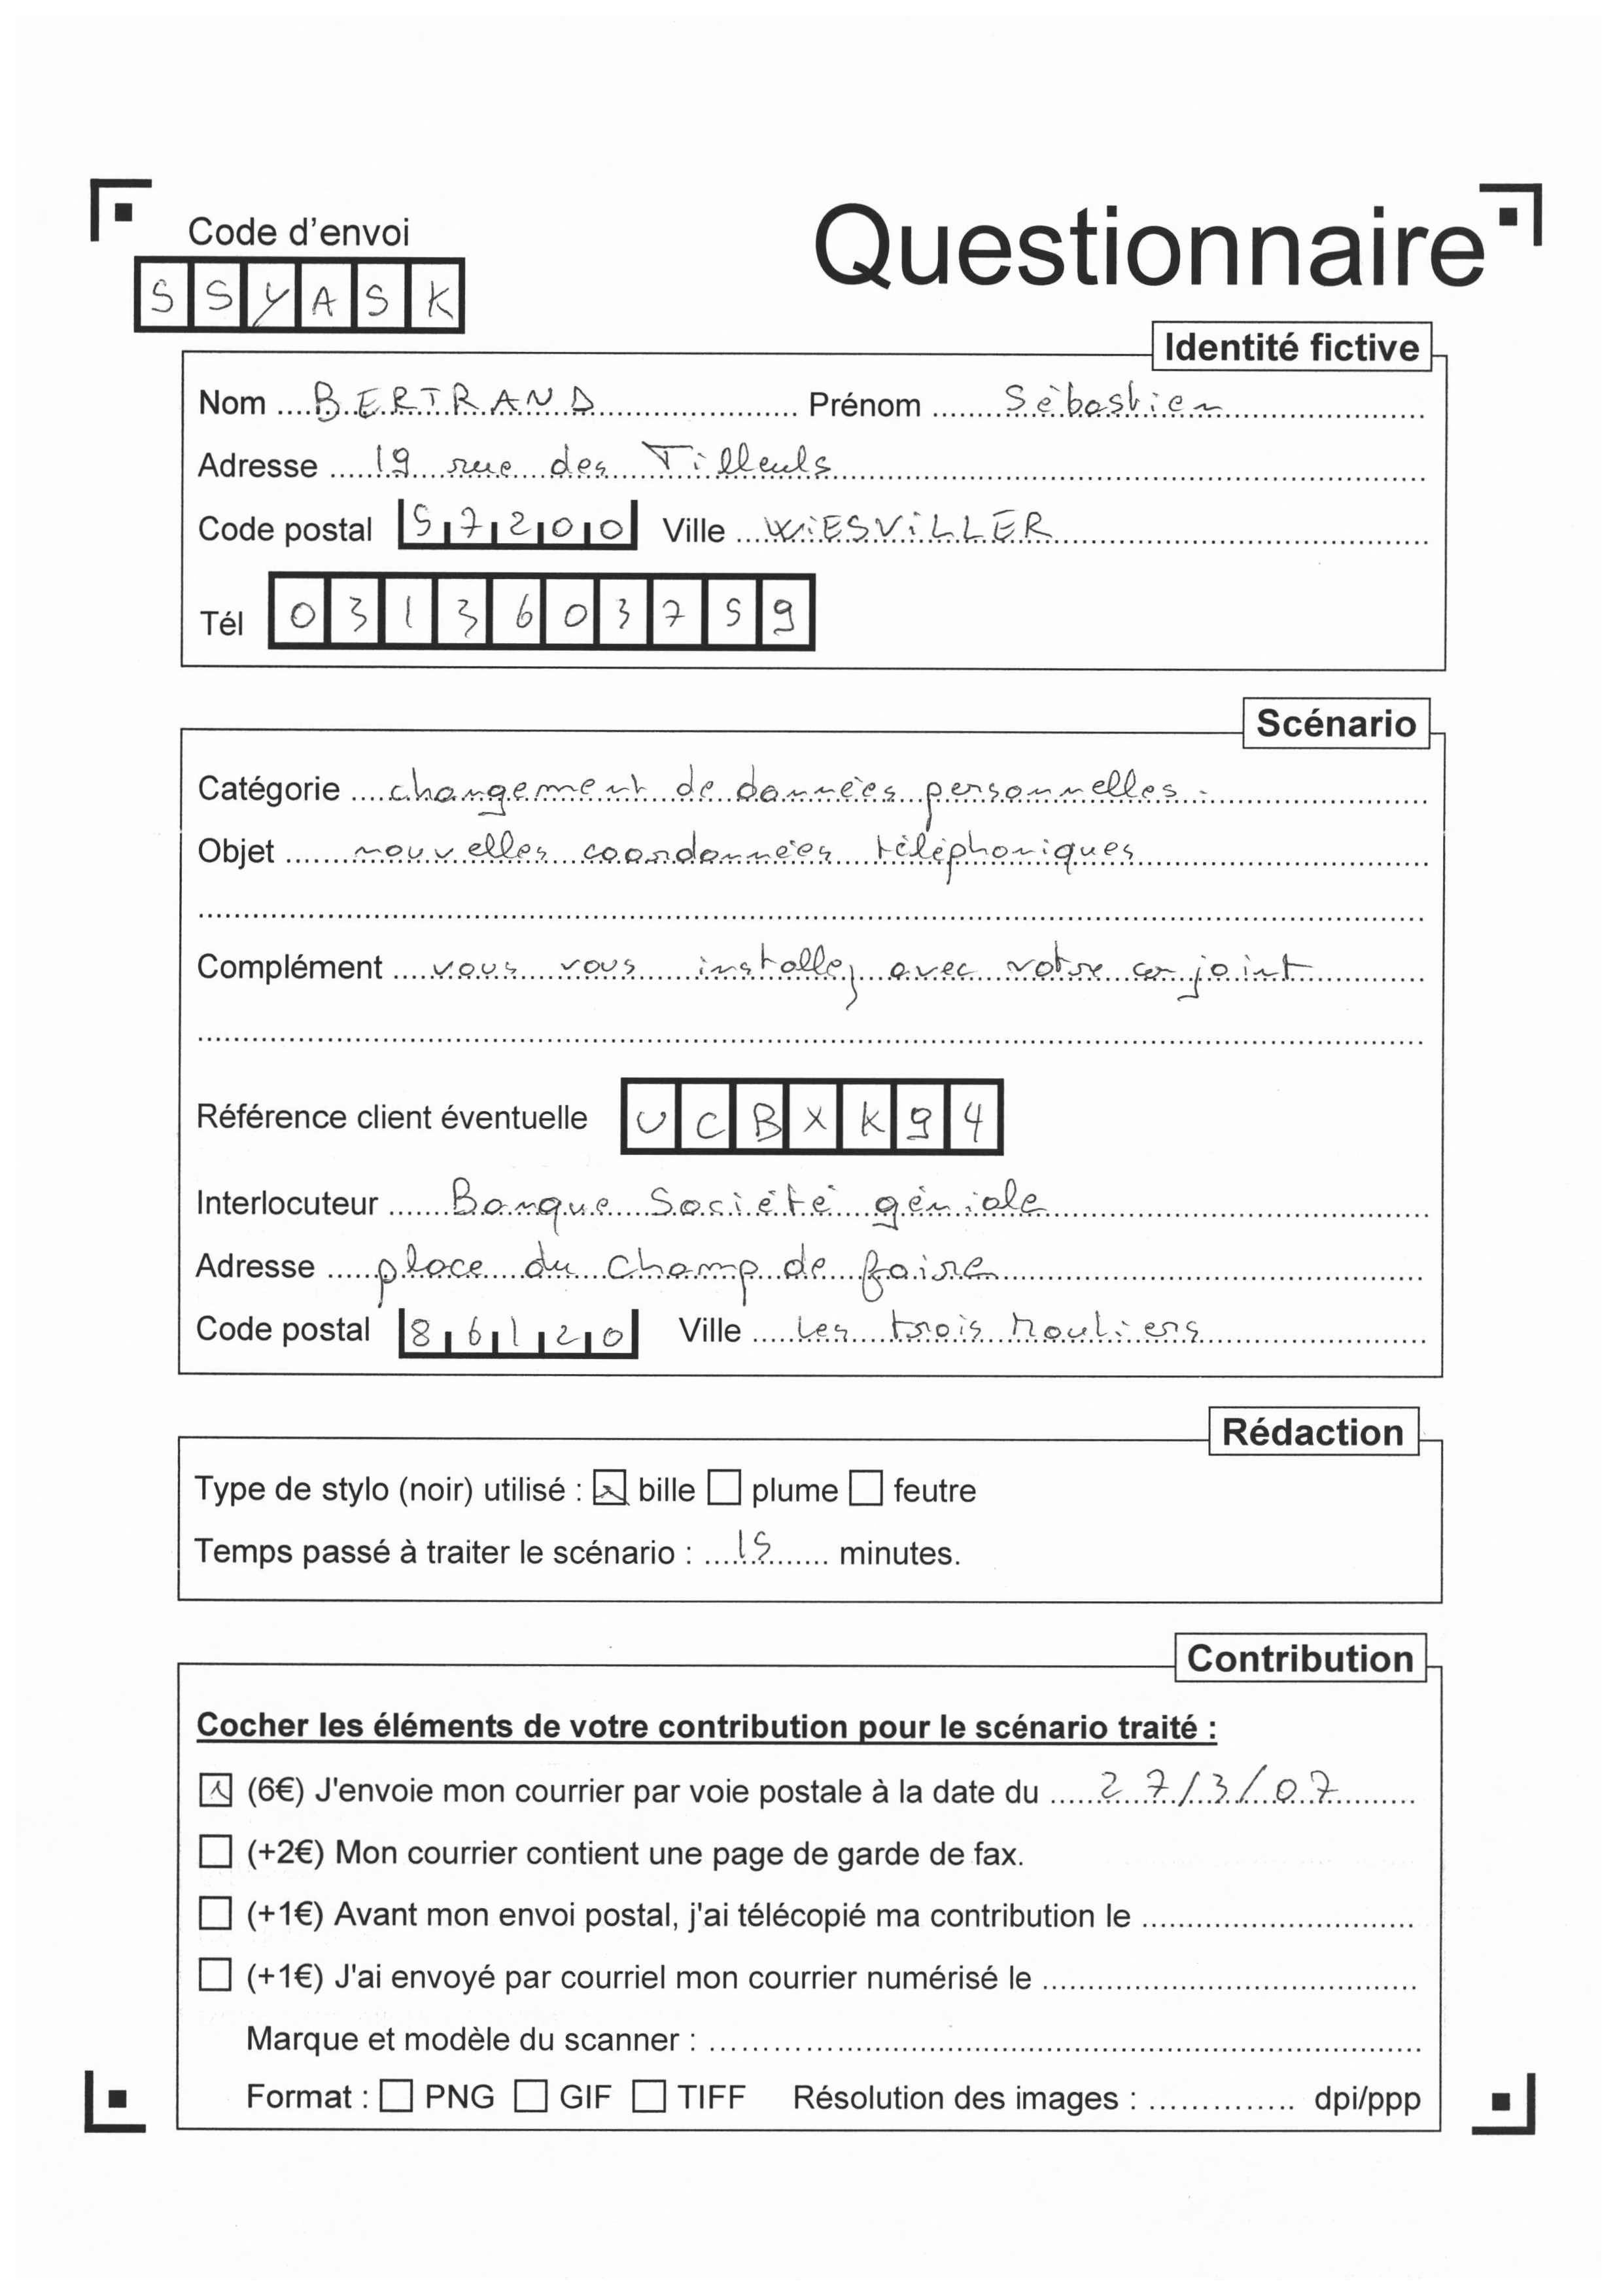 Code d'envoi
Questionnaire
SSYASK
Identité fictive
Nom BERTRAND Prénom Sébastien
Adresse 19 rue des Tilleuls
Code postal 57200 Ville WIESVILLER
Tél 0313603759
Scénario
Catégorie changement de données personnelles.
Objet nouvelles coordonnées téléphoniques
Complément vous vous installez avec votre conjoint
Référence client éventuelle UCBXK94
Interlocuteur Banque Société géniale
Adresse place du champ de foire
Code postal 86120 Ville Les trois Mouliers
Rédaction
Type de stylo (noir) utilisé : bille plume feutre
Temps passé à traiter le scénario : 15 minutes.
Contribution
Cocher les éléments de votre contribution pour le scénario traité :
(6€) J'envoie mon courrier par voie postale à la date du 27/3/07
(+2€) Mon courrier contient une page de garde de fax.
(+1€) Avant mon envoi postal, j'ai télécopié ma contribution le
(+1€) J'ai envoyé par courriel mon courrier numérisé le
Marque et modèle du scanner :
Format : PNG GIF TIFF Résolution des images : dpi/ppp